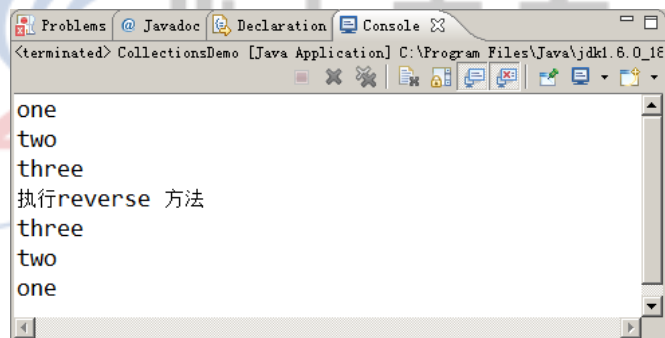 Problems @ Javadoc Declaration Console
<terminated> CollectionsDemo [Java Application] C:\Program Files\Java\jdk1.6.0_18
one
two
three
执行reverse 方法
three
two
one